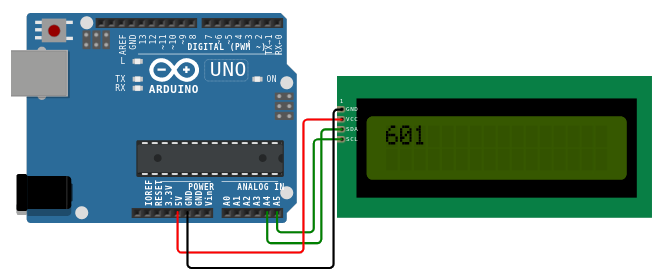 AREF
GND
13
12
~11
~10
~9
8
7
~6
~5
4
~3
2
TX→1
RX←0
DIGITAL (PWM ~)
L
TX
RX
UNO
ON
ARDUINO
1
GND
VCC
SDA
SCL
601
IOREF
RESET
3.3V
5V
GND
GND
Vin
POWER
ANALOG IN
A0
A1
A2
A3
A4
A5